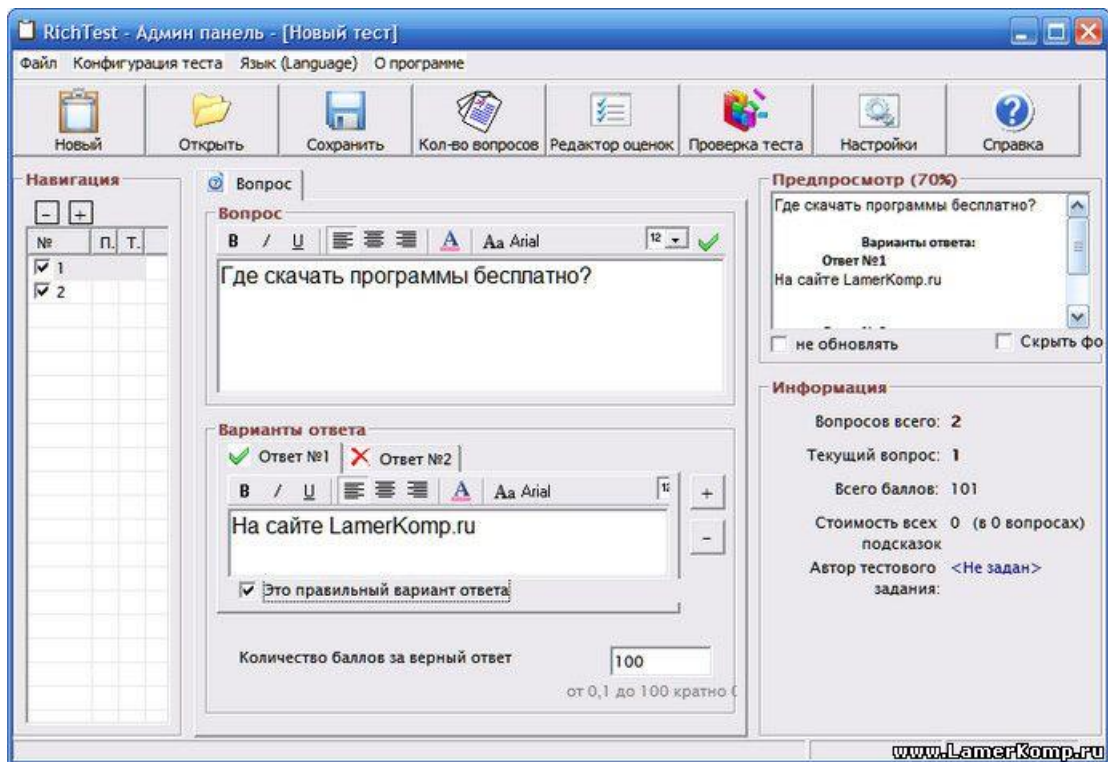 RichTest - Админ панель - [Новый тест]
Файл Конфигурация теста Язык (Language) О программе
Новый Открыть Сохранить Кол-во вопросов Редактор оценок Проверка теста Настройки Справка
Навигация
- +
№ П. Т.
1
2
Вопрос
Вопрос
B I U Aa Arial 12
Где скачать программы бесплатно?
Варианты ответа
Ответ №1 Ответ №2
B I U Aa Arial 12
На сайте LamerKomp.ru
+
-
Это правильный вариант ответа
Количество баллов за верный ответ 100
от 0,1 до 100 кратно 0
Предпросмотр (70%)
Где скачать программы бесплатно?
Варианты ответа:
Ответ №1
На сайте LamerKomp.ru
не обновлять Скрыть фо
Информация
Вопросов всего: 2
Текущий вопрос: 1
Всего баллов: 101
Стоимость всех 0 (в 0 вопросах)
подсказок
Автор тестового <Не задан>
задания:
www.LamerKomp.ru